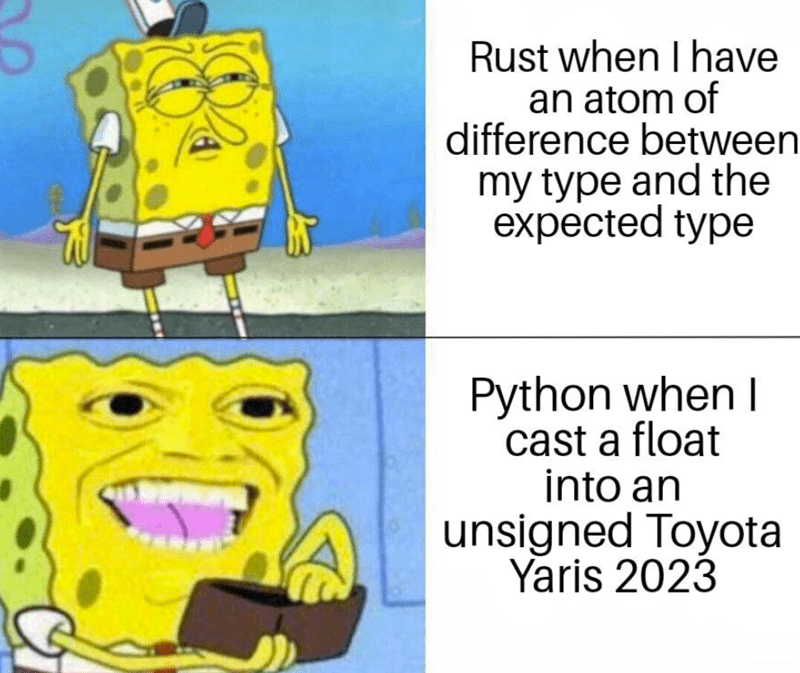 Rust when I have
an atom of
difference between
my type and the
expected type
Python when I
cast a float
into an
unsigned Toyota
Yaris 2023